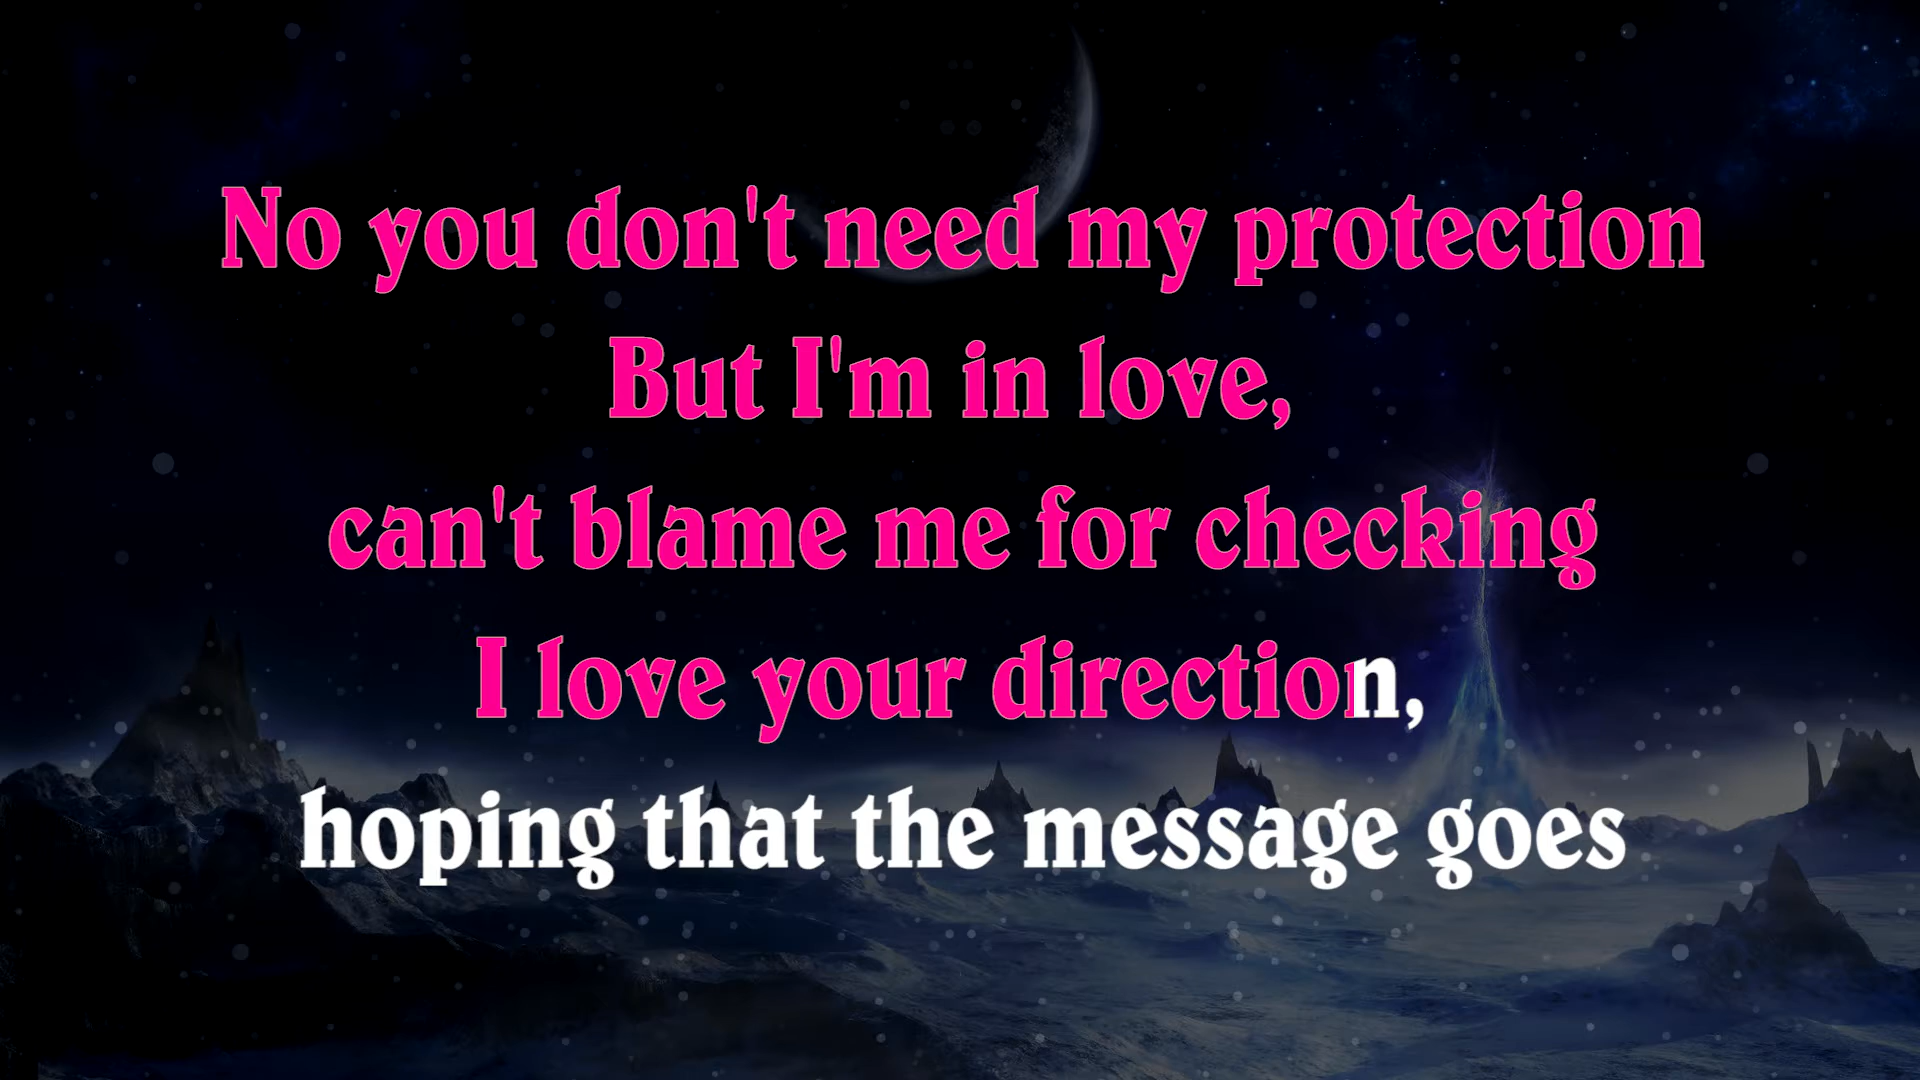 No you don't need my protection
But I'm in love,
can't blame me for checking
I love your direction,
hoping that the message goes